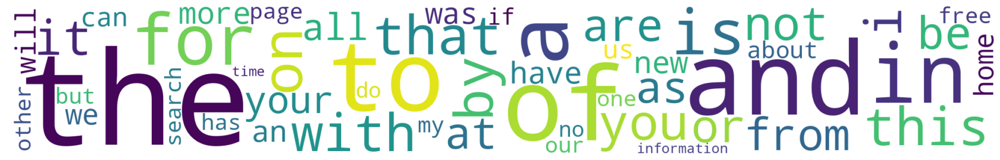 will
it
can
for
more
page
on
all
that
was
if
a
are
us
is
not
i
be
free
home
about
new
have
by
to
do
time
the
but
we
other
search
has
your
an
with
my
at
of
no
our
one
you
as
or
and
in
from
this
information